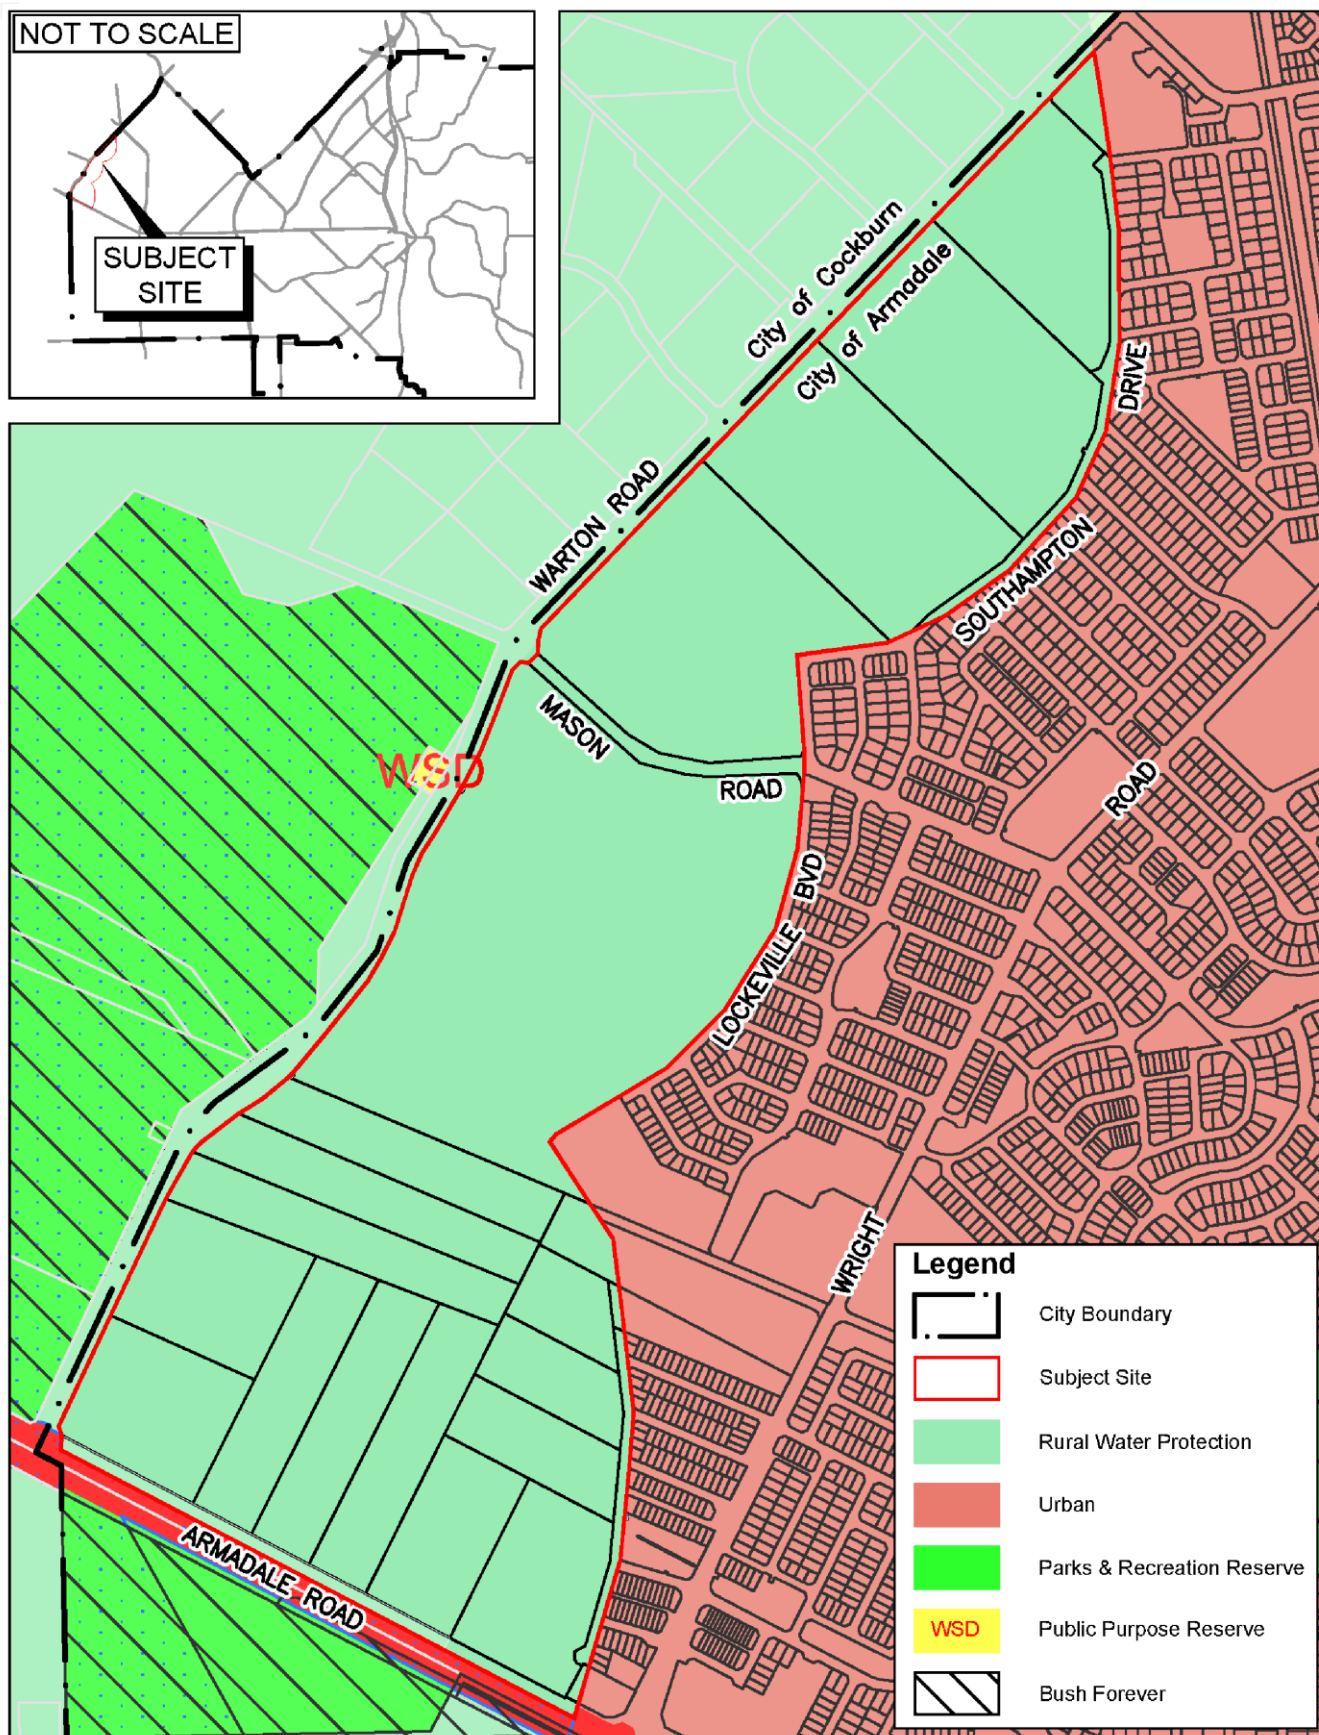 NOT TO SCALE
SUBJECT
SITE
City of Cockburn
City of Armadale
WARTON ROAD
DRIVE
SOUTHAMPTON
MASON
ROAD
WSD
ROAD
LOCKEVILLE BVD
WRIGHT
ARMADALE ROAD
Legend
City Boundary
Subject Site
Rural Water Protection
Urban
Parks & Recreation Reserve
WSD Public Purpose Reserve
Bush Forever